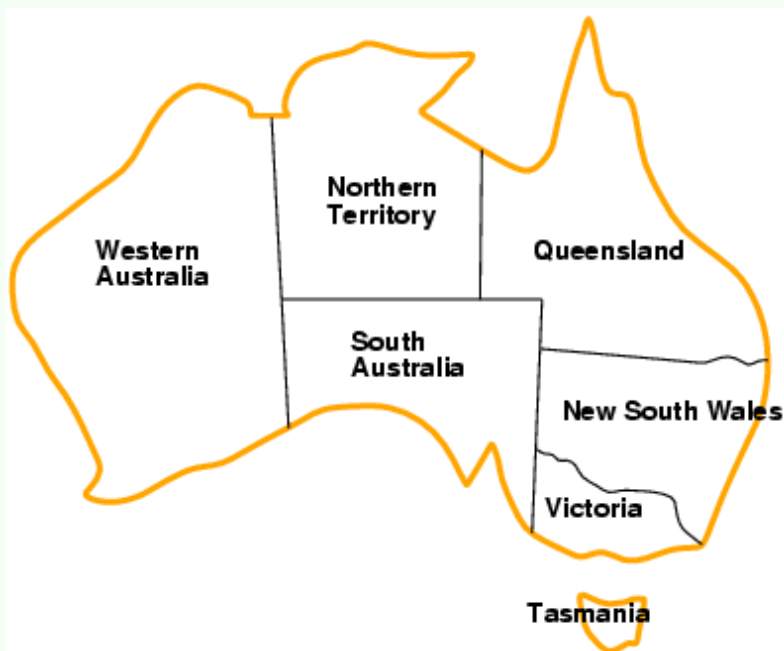 Northern
Territory
Western
Australia
Queensland
South
Australia
New South Wales
Victoria
Tasmania